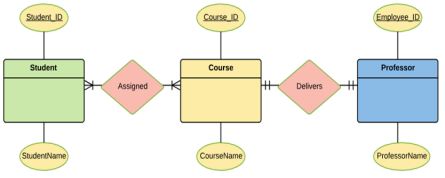 Student_ID
Course_ID
Employee_ID
Student
Assigned
Course
Delivers
Professor
StudentName
CourseName
ProfessorName